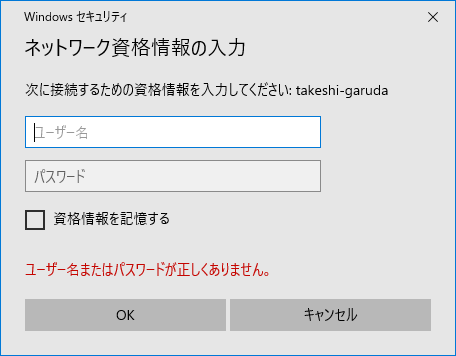 Windows セキュリティ
ネットワーク資格情報の入力
次に接続するための資格情報を入力してください: takeshi-garuda
ユーザー名
パスワード
資格情報を記憶する
ユーザー名またはパスワードが正しくありません。
OK
キャンセル